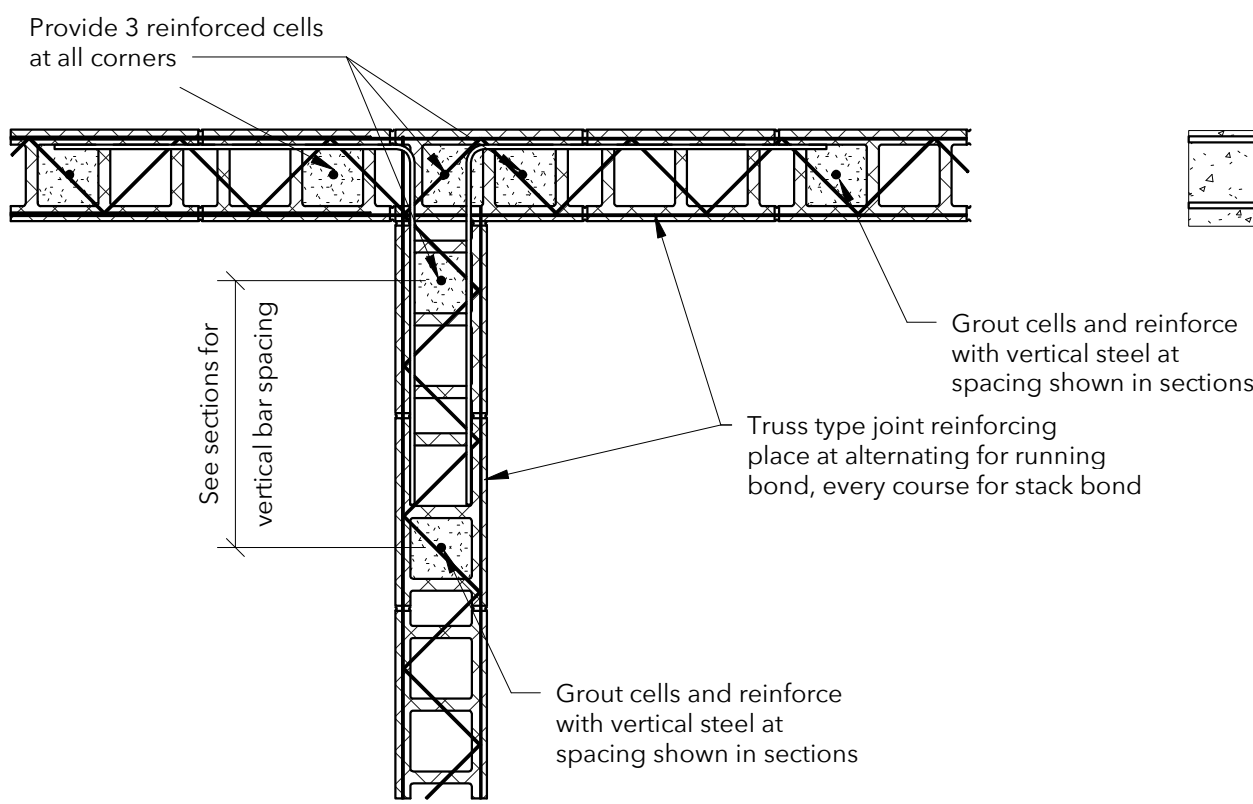 Provide 3 reinforced cells
at all corners
See sections for
vertical bar spacing
Grout cells and reinforce
with vertical steel at
spacing shown in sections
Truss type joint reinforcing
place at alternating for running
bond, every course for stack bond
Grout cells and reinforce
with vertical steel at
spacing shown in sections